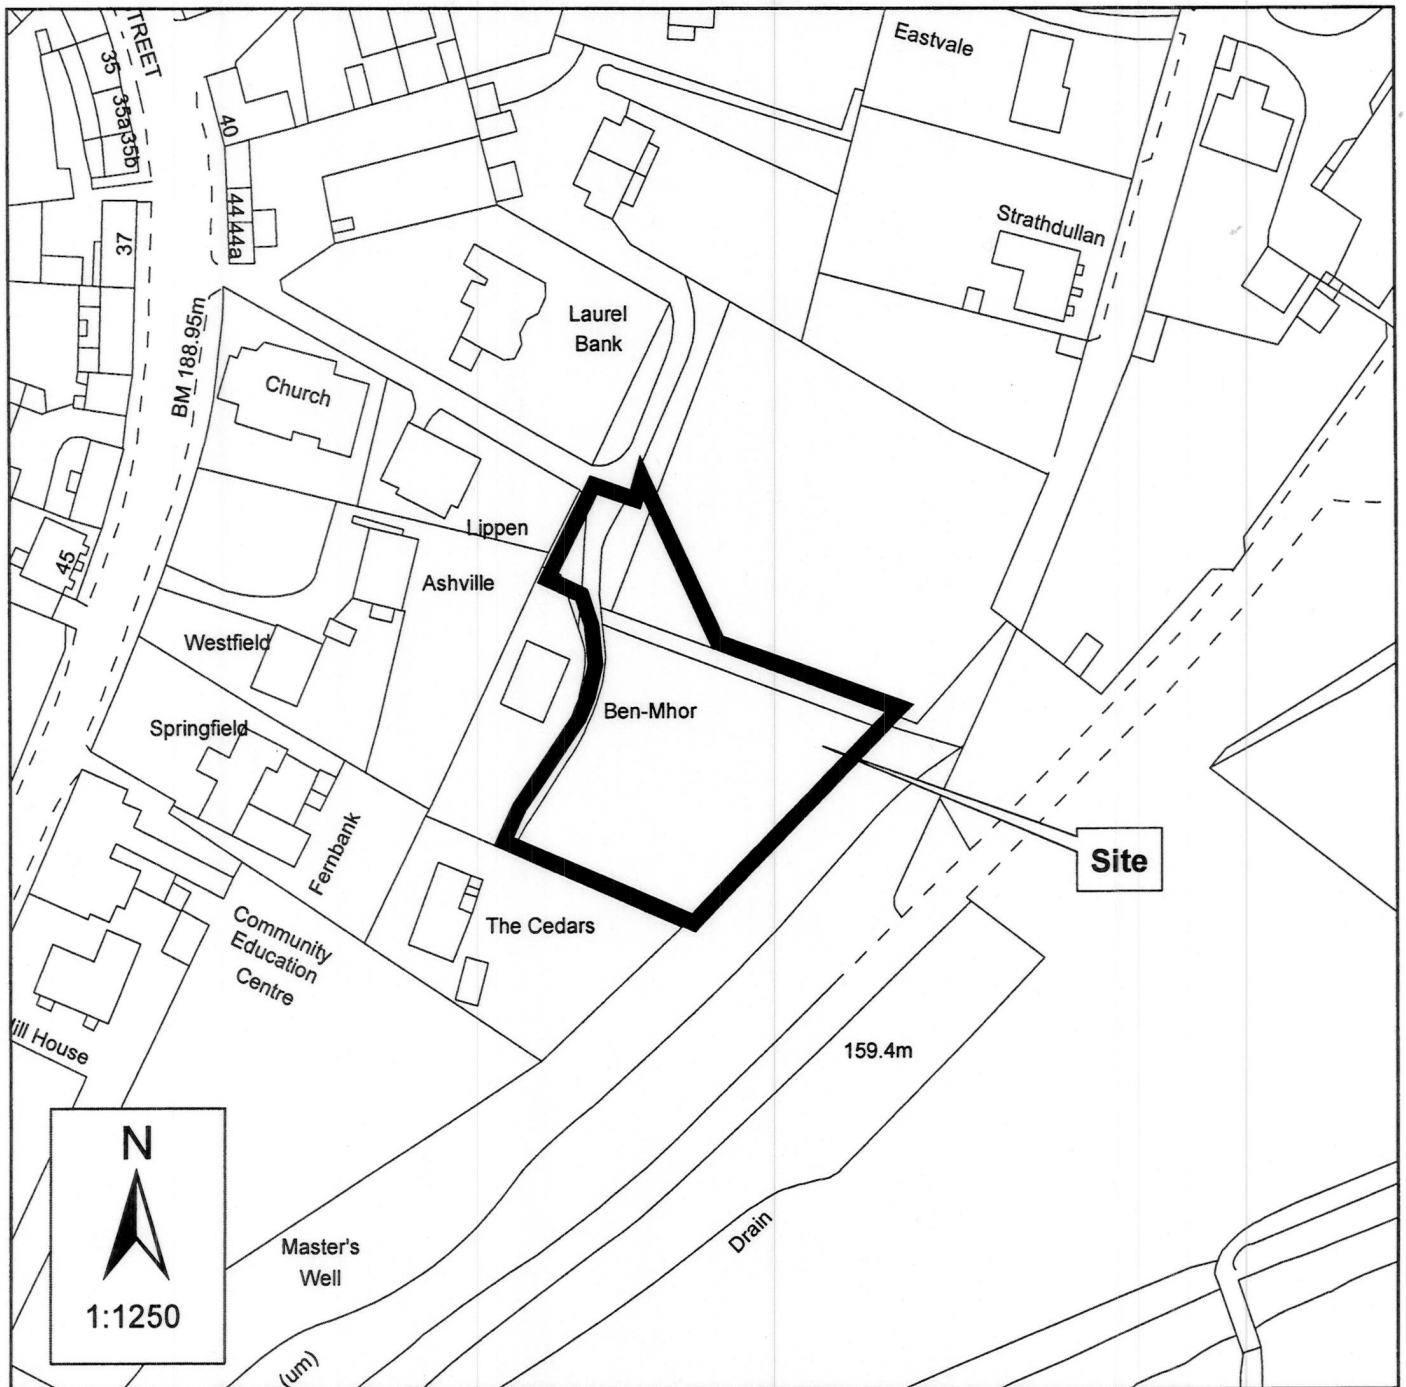 TREET
35
35a
35b
40
44
44a
37
BM 188.95m
Eastvale
Strathdullan
Laurel
Bank
Church
Lippen
Ashville
45
Westfield
Springfield
Ben-Mhor
Fernbank
Site
The Cedars
Community
Education
Centre
ill House
159.4m
N
1:1250
Master's
Well
Drain
(um)